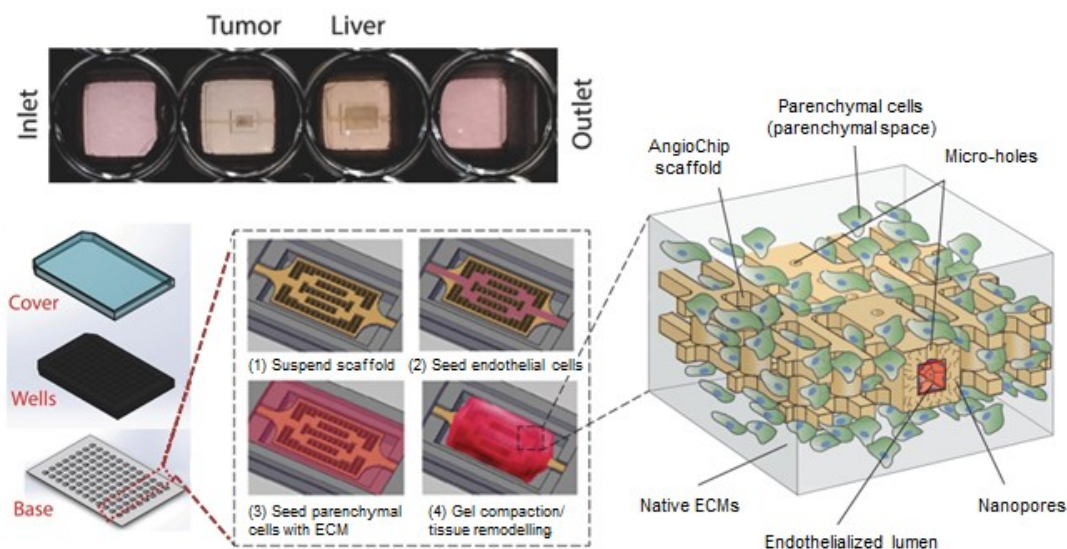 Tumor Liver
Inlet
Outlet
Cover
Wells
Base
(1) Suspend scaffold
(2) Seed endothelial cells
(3) Seed parenchymal
cells with ECM
(4) Gel compaction/
tissue remodelling
Parenchymal cells
(parenchymal space)
AngioChip
scaffold
Micro-holes
Native ECMs
Nanopores
Endothelialized lumen